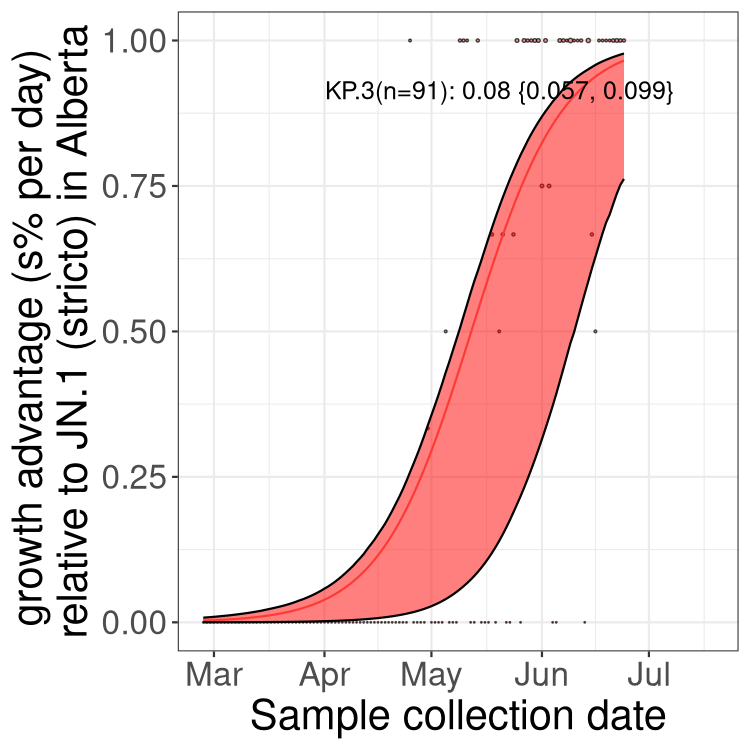 growth advantage (s% per day)
relative to JN.1 (stricto) in Alberta
1.00
0.75
0.50
0.25
0.00
KP.3(n=91): 0.08 {0.057, 0.099}
Mar Apr May Jun Jul
Sample collection date